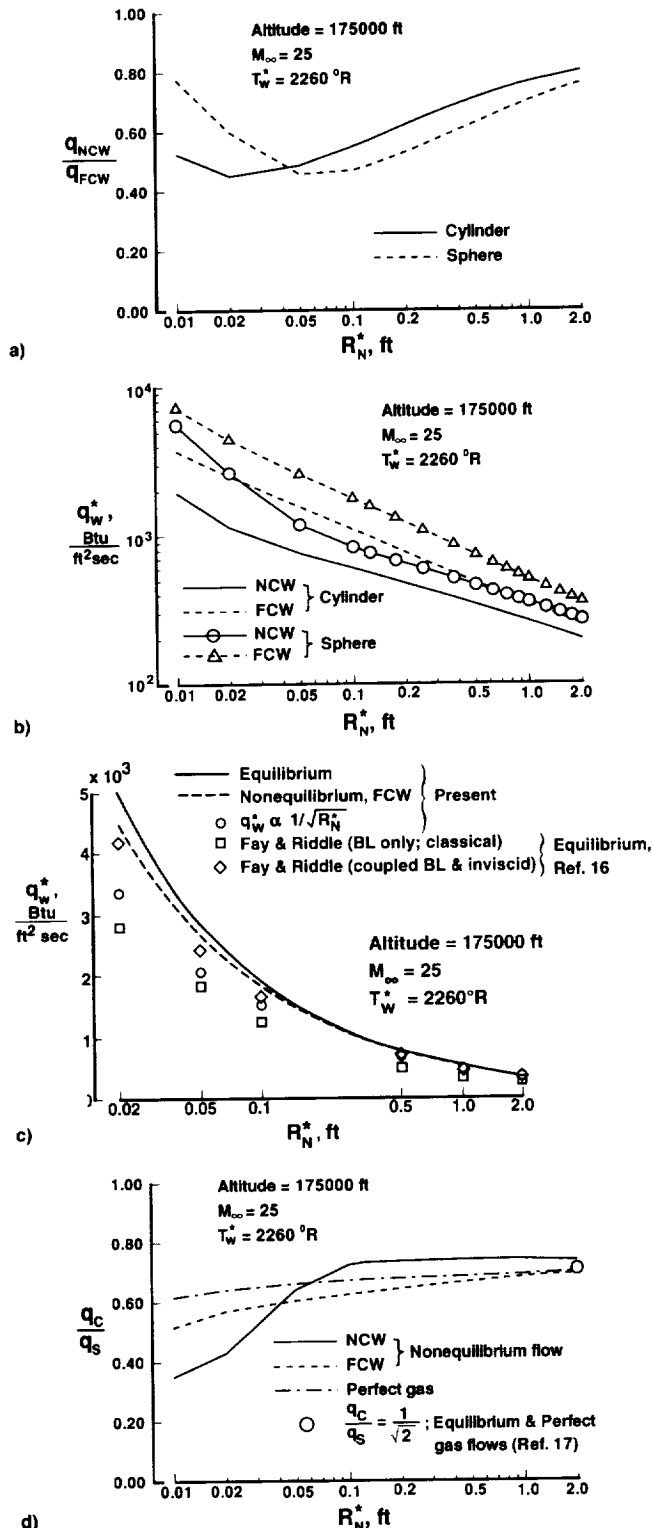 Altitude = 175000 ft
M∞ = 25
T*w = 2260 °R
1.00
0.80
0.60
0.40
0.20
0.00
qNCW
qFCW
Cylinder
Sphere
0.01 0.02 0.05 0.1 0.2 0.5 1.0 2.0
R*N, ft
a)
Altitude = 175000 ft
M∞ = 25
T*w = 2260 °R
10^4
10^3
10^2
q*w,
Btu
ft²sec
NCW
FCW
Cylinder
NCW
FCW
Sphere
0.01 0.02 0.05 0.1 0.2 0.5 1.0 2.0
R*N, ft
b)
x 10^3
5
4
3
2
1
q*w,
Btu
ft² sec
Equilibrium
Nonequilibrium, FCW
Present
q*w α 1/√R*N
Fay & Riddle (BL only; classical)
Fay & Riddle (coupled BL & inviscid)
Equilibrium,
Ref. 16
Altitude = 175000 ft
M∞ = 25
T*W = 2260°R
0.02 0.05 0.1 0.5 1.0 2.0
R*N, ft
c)
Altitude = 175000 ft
M∞ = 25
T*w = 2260 °R
1.00
0.80
0.60
0.40
0.20
0.00
qC
qS
NCW
FCW
Nonequilibrium flow
Perfect gas
qC/qS = 1/√2 ; Equilibrium & Perfect
gas flows (Ref. 17)
0.01 0.02 0.05 0.1 0.2 0.5 1.0 2.0
R*N, ft
d)